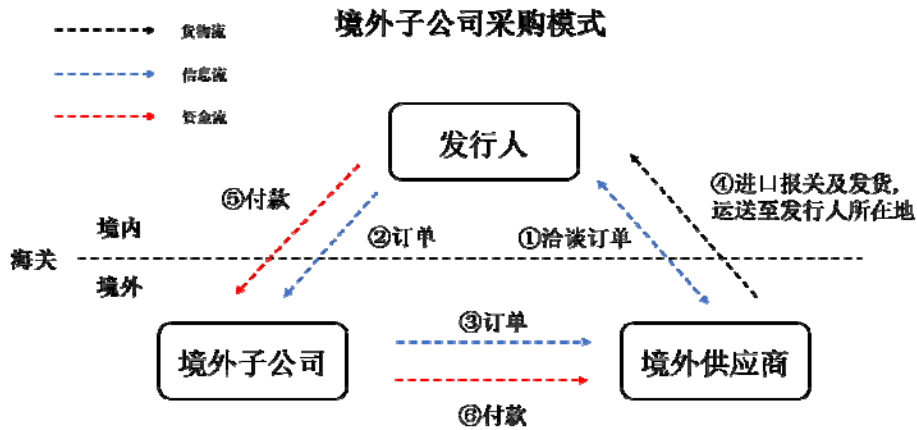 境外子公司采购模式
货物流
信息流
资金流
发行人
⑤付款
②订单
①洽谈订单
④进口报关及发货,
运送至发行人所在地
境内
海关
境外
③订单
境外子公司
境外供应商
⑥付款